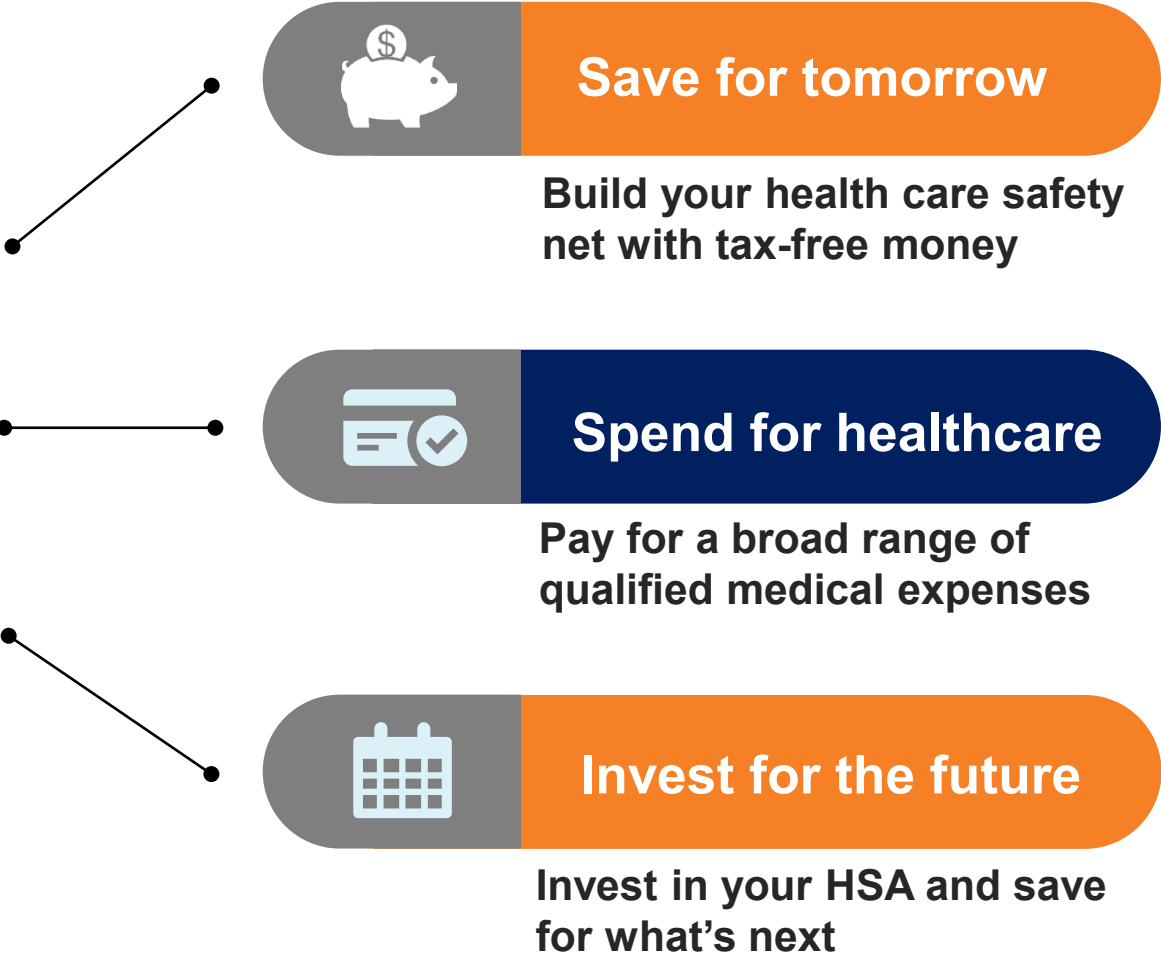 $
Save for tomorrow
Build your health care safety
net with tax-free money
Spend for healthcare
Pay for a broad range of
qualified medical expenses
Invest for the future
Invest in your HSA and save
for what’s next